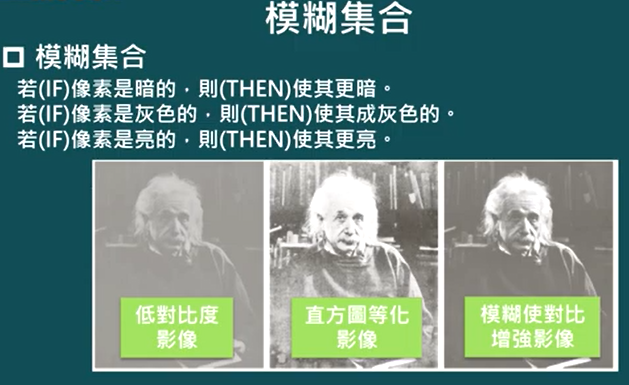 模糊集合
模糊集合
若(IF)像素是暗的，則(THEN)使其更暗。
若(IF)像素是灰色的，則(THEN)使其成灰色的。
若(IF)像素是亮的，則(THEN)使其更亮。
低對比度
影像
直方圖等化
影像
模糊使對比
增強影像